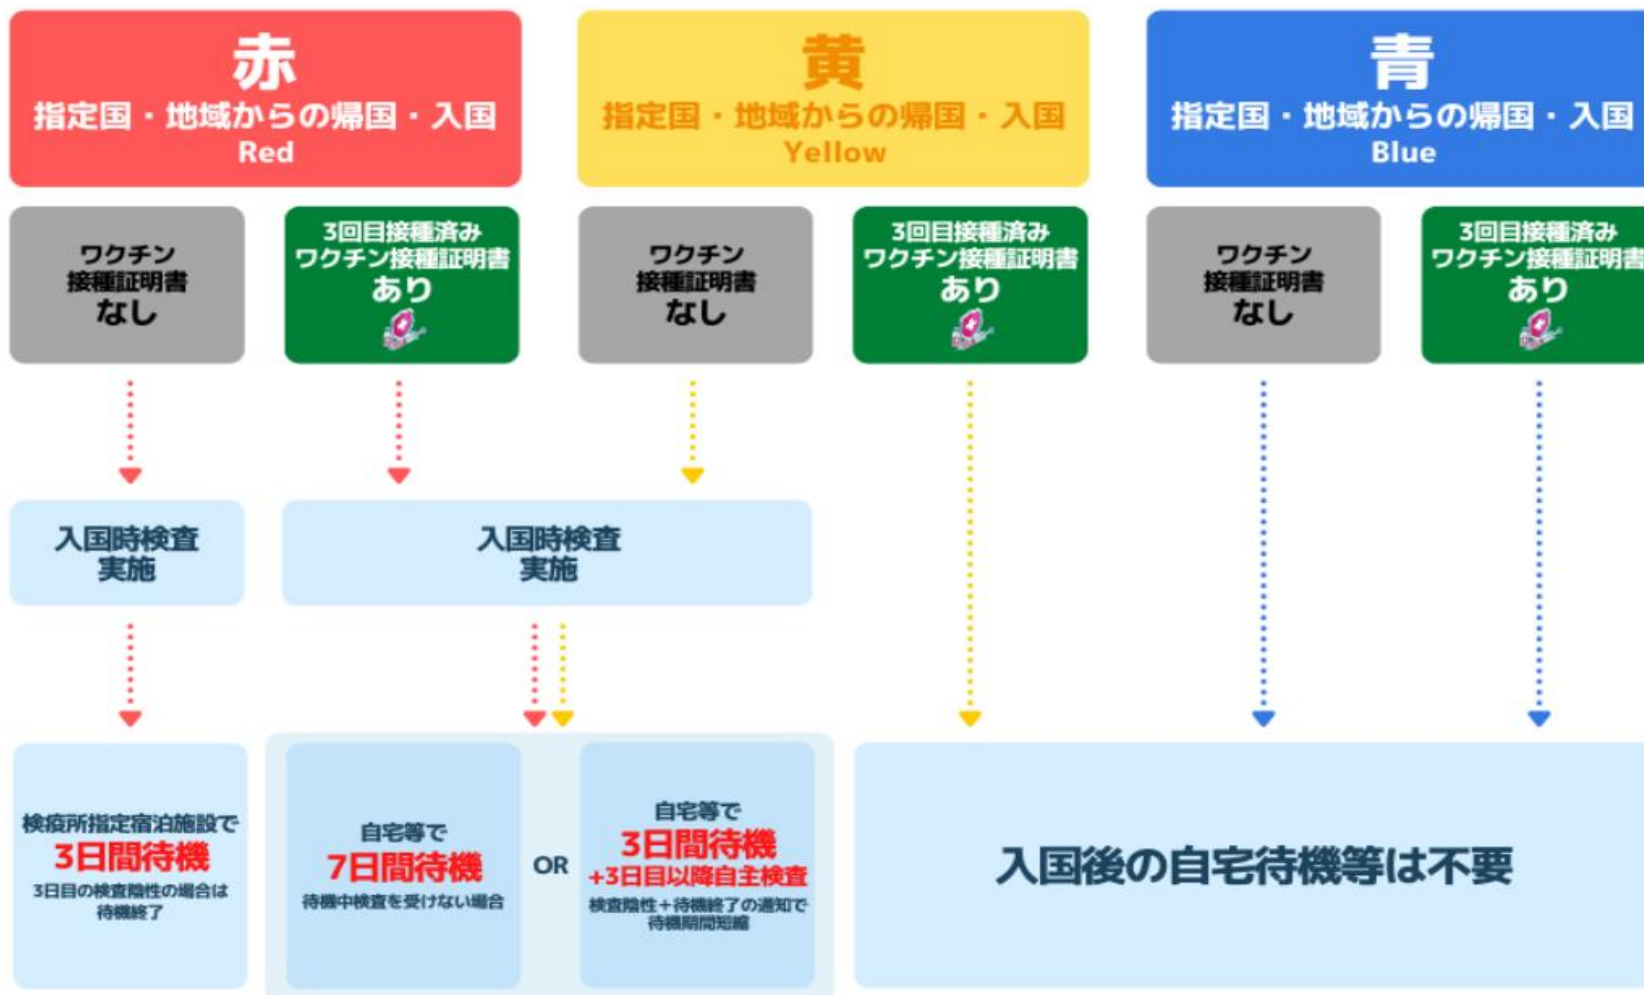 赤
指定国・地域からの帰国・入国
Red
黄
指定国・地域からの帰国・入国
Yellow
青
指定国・地域からの帰国・入国
Blue
ワクチン
接種証明書
なし
3回目接種済み
ワクチン接種証明書
あり
ワクチン
接種証明書
なし
3回目接種済み
ワクチン接種証明書
あり
ワクチン
接種証明書
なし
3回目接種済み
ワクチン接種証明書
あり
入国時検査
実施
入国時検査
実施
検疫所指定宿泊施設で
3日間待機
3日目の検査陰性の場合は
待機終了
自宅等で
7日間待機
待機中検査を受けない場合
OR
自宅等で
3日間待機
+3日目以降自主検査
検査陰性+待機終了の通知で
待機期間短縮
入国後の自宅待機等は不要